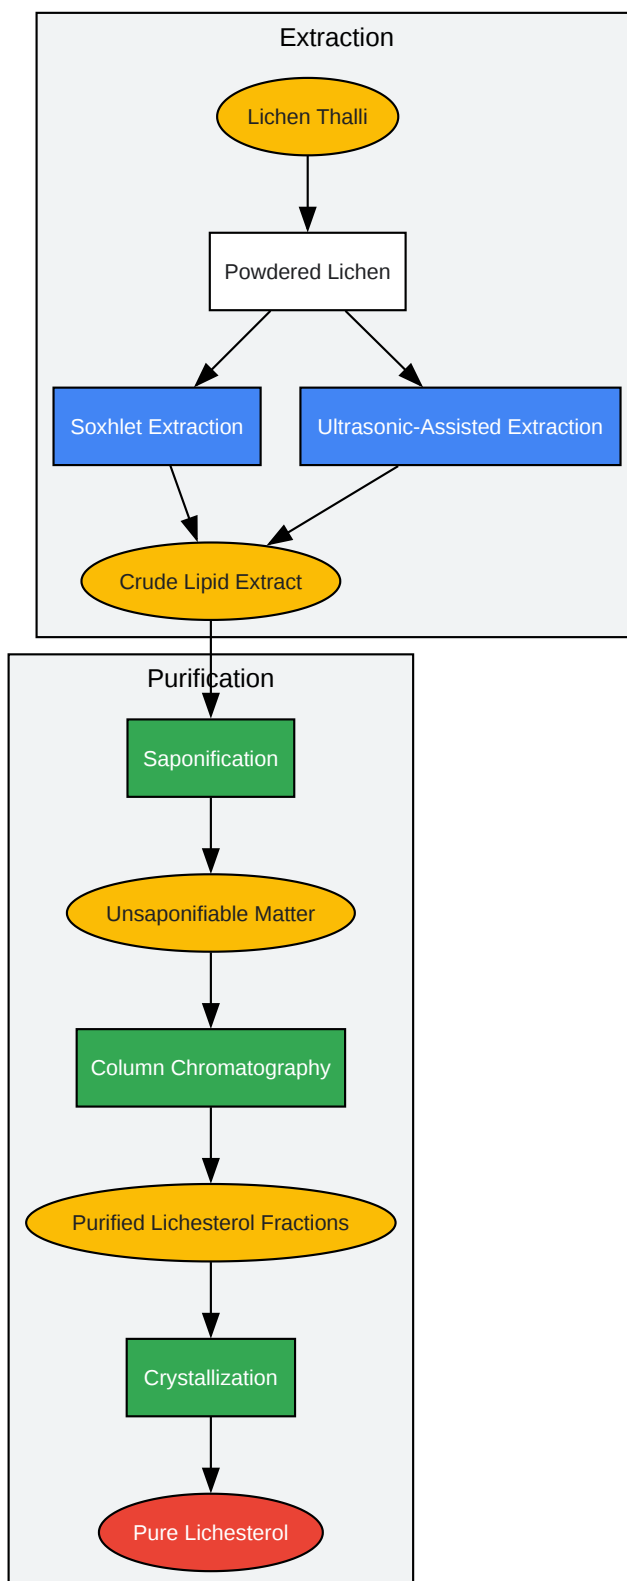 Extraction
Lichen Thalli
Powdered Lichen
Soxhlet Extraction
Ultrasonic-Assisted Extraction
Crude Lipid Extract
Purification
Saponification
Unsaponifiable Matter
Column Chromatography
Purified Lichesterol Fractions
Crystallization
Pure Lichesterol